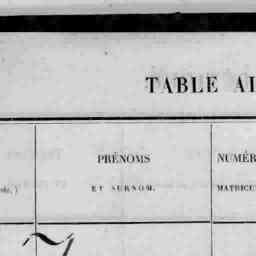 TABLE AL
PRÉNOMS
ET SURNOM.
NUMÉR
MATRICU